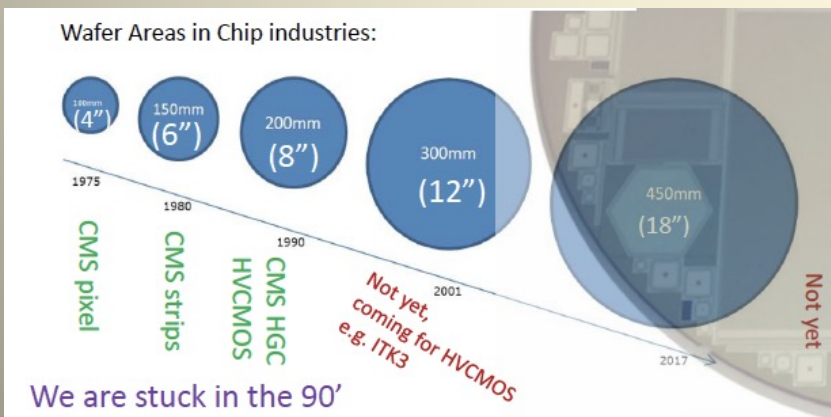 Wafer Areas in Chip industries:
100mm
(4”)
150mm
(6”)
200mm
(8”)
300mm
(12”)
450mm
(18”)
1975
1980
1990
2001
2017
CMS pixel
CMS strips
CMS HGC
HVCMOS
Not yet,
coming for HVCMOS
e.g. ITK3
Not yet
We are stuck in the 90’